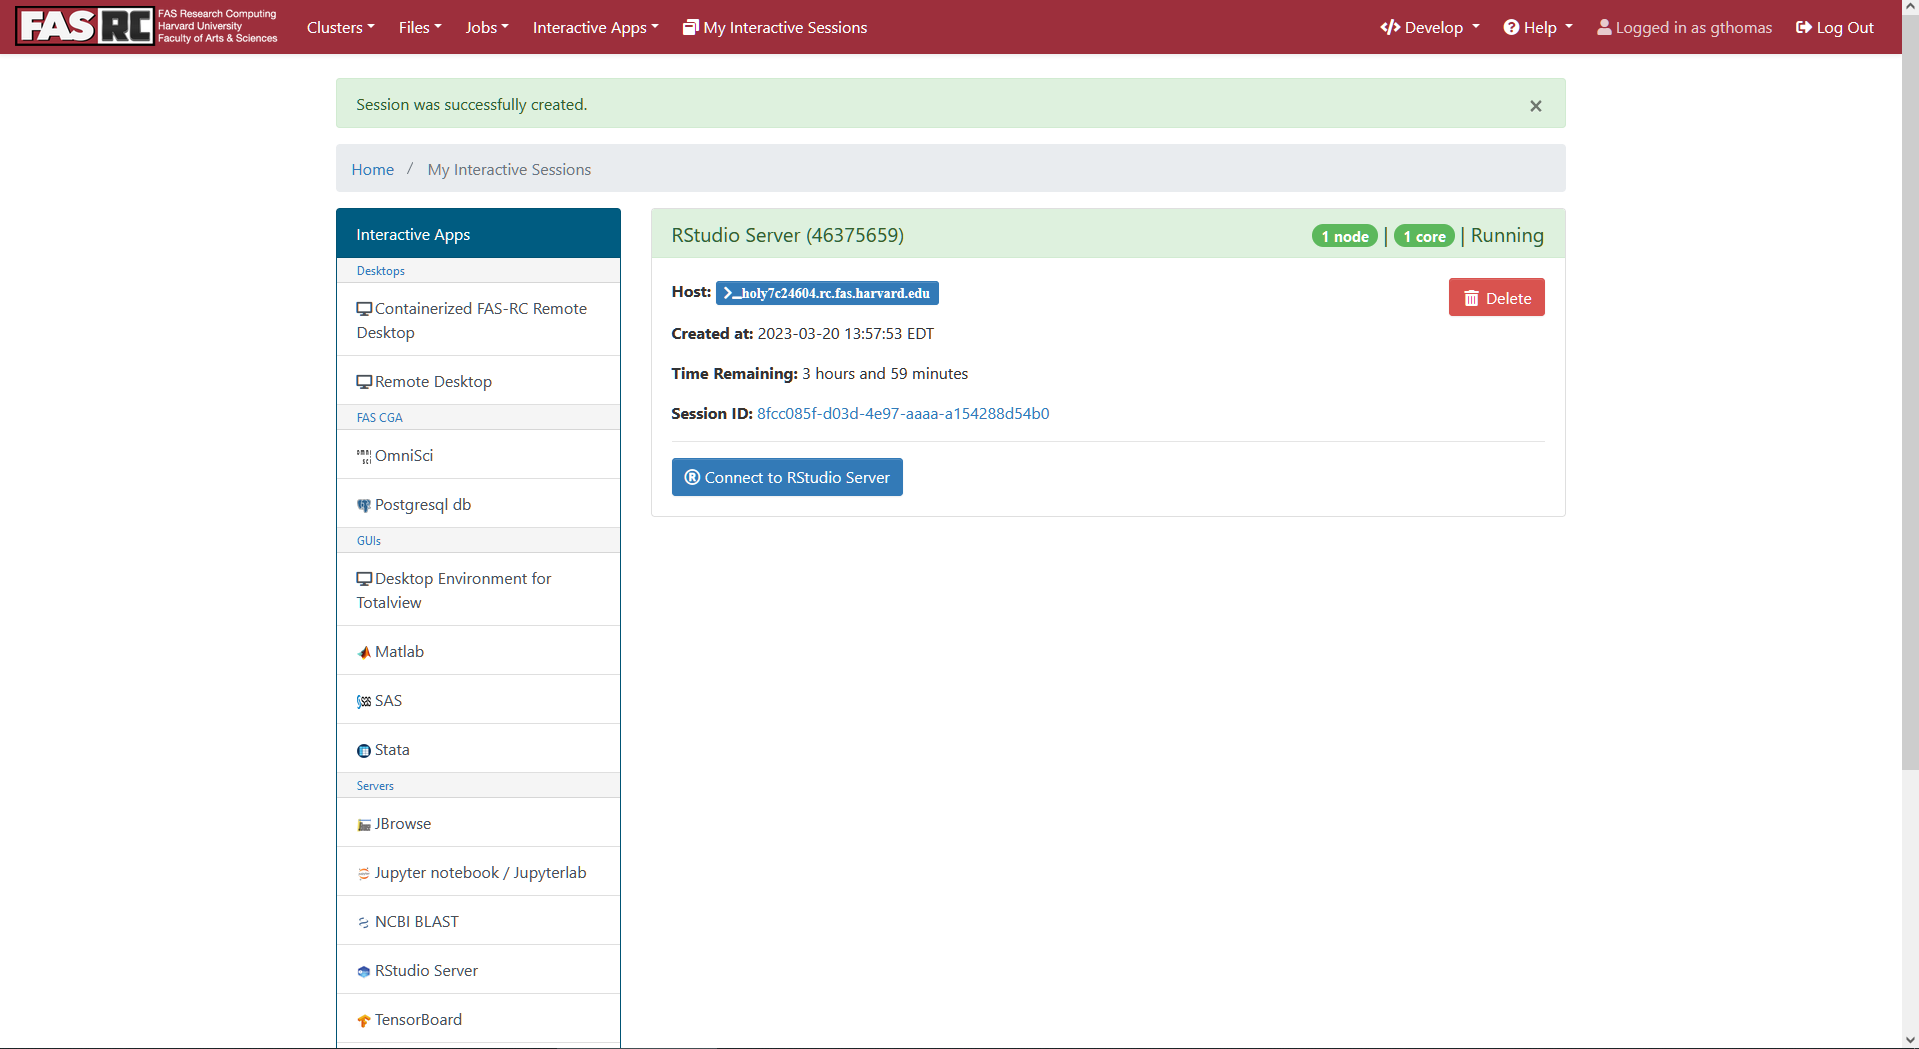 FASRC FAS Research Computing
Harvard University
Faculty of Arts & Sciences
Clusters Files Jobs Interactive Apps My Interactive Sessions Develop Help Logged in as gthomas Log Out
Session was successfully created. ×
Home / My Interactive Sessions
Interactive Apps
Desktops
Containerized FAS-RC Remote
Desktop
Remote Desktop
FAS CGA
OmniSci
Postgresql db
GUIs
Desktop Environment for
Totalview
Matlab
SAS
Stata
Servers
JBrowse
Jupyter notebook / Jupyterlab
NCBI BLAST
RStudio Server
TensorBoard
RStudio Server (46375659) 1 node | 1 core | Running
Host: >_holy7c24604.rc.fas.harvard.edu
Delete
Created at: 2023-03-20 13:57:53 EDT
Time Remaining: 3 hours and 59 minutes
Session ID: 8fcc085f-d03d-4e97-aaaa-a154288d54b0
® Connect to RStudio Server